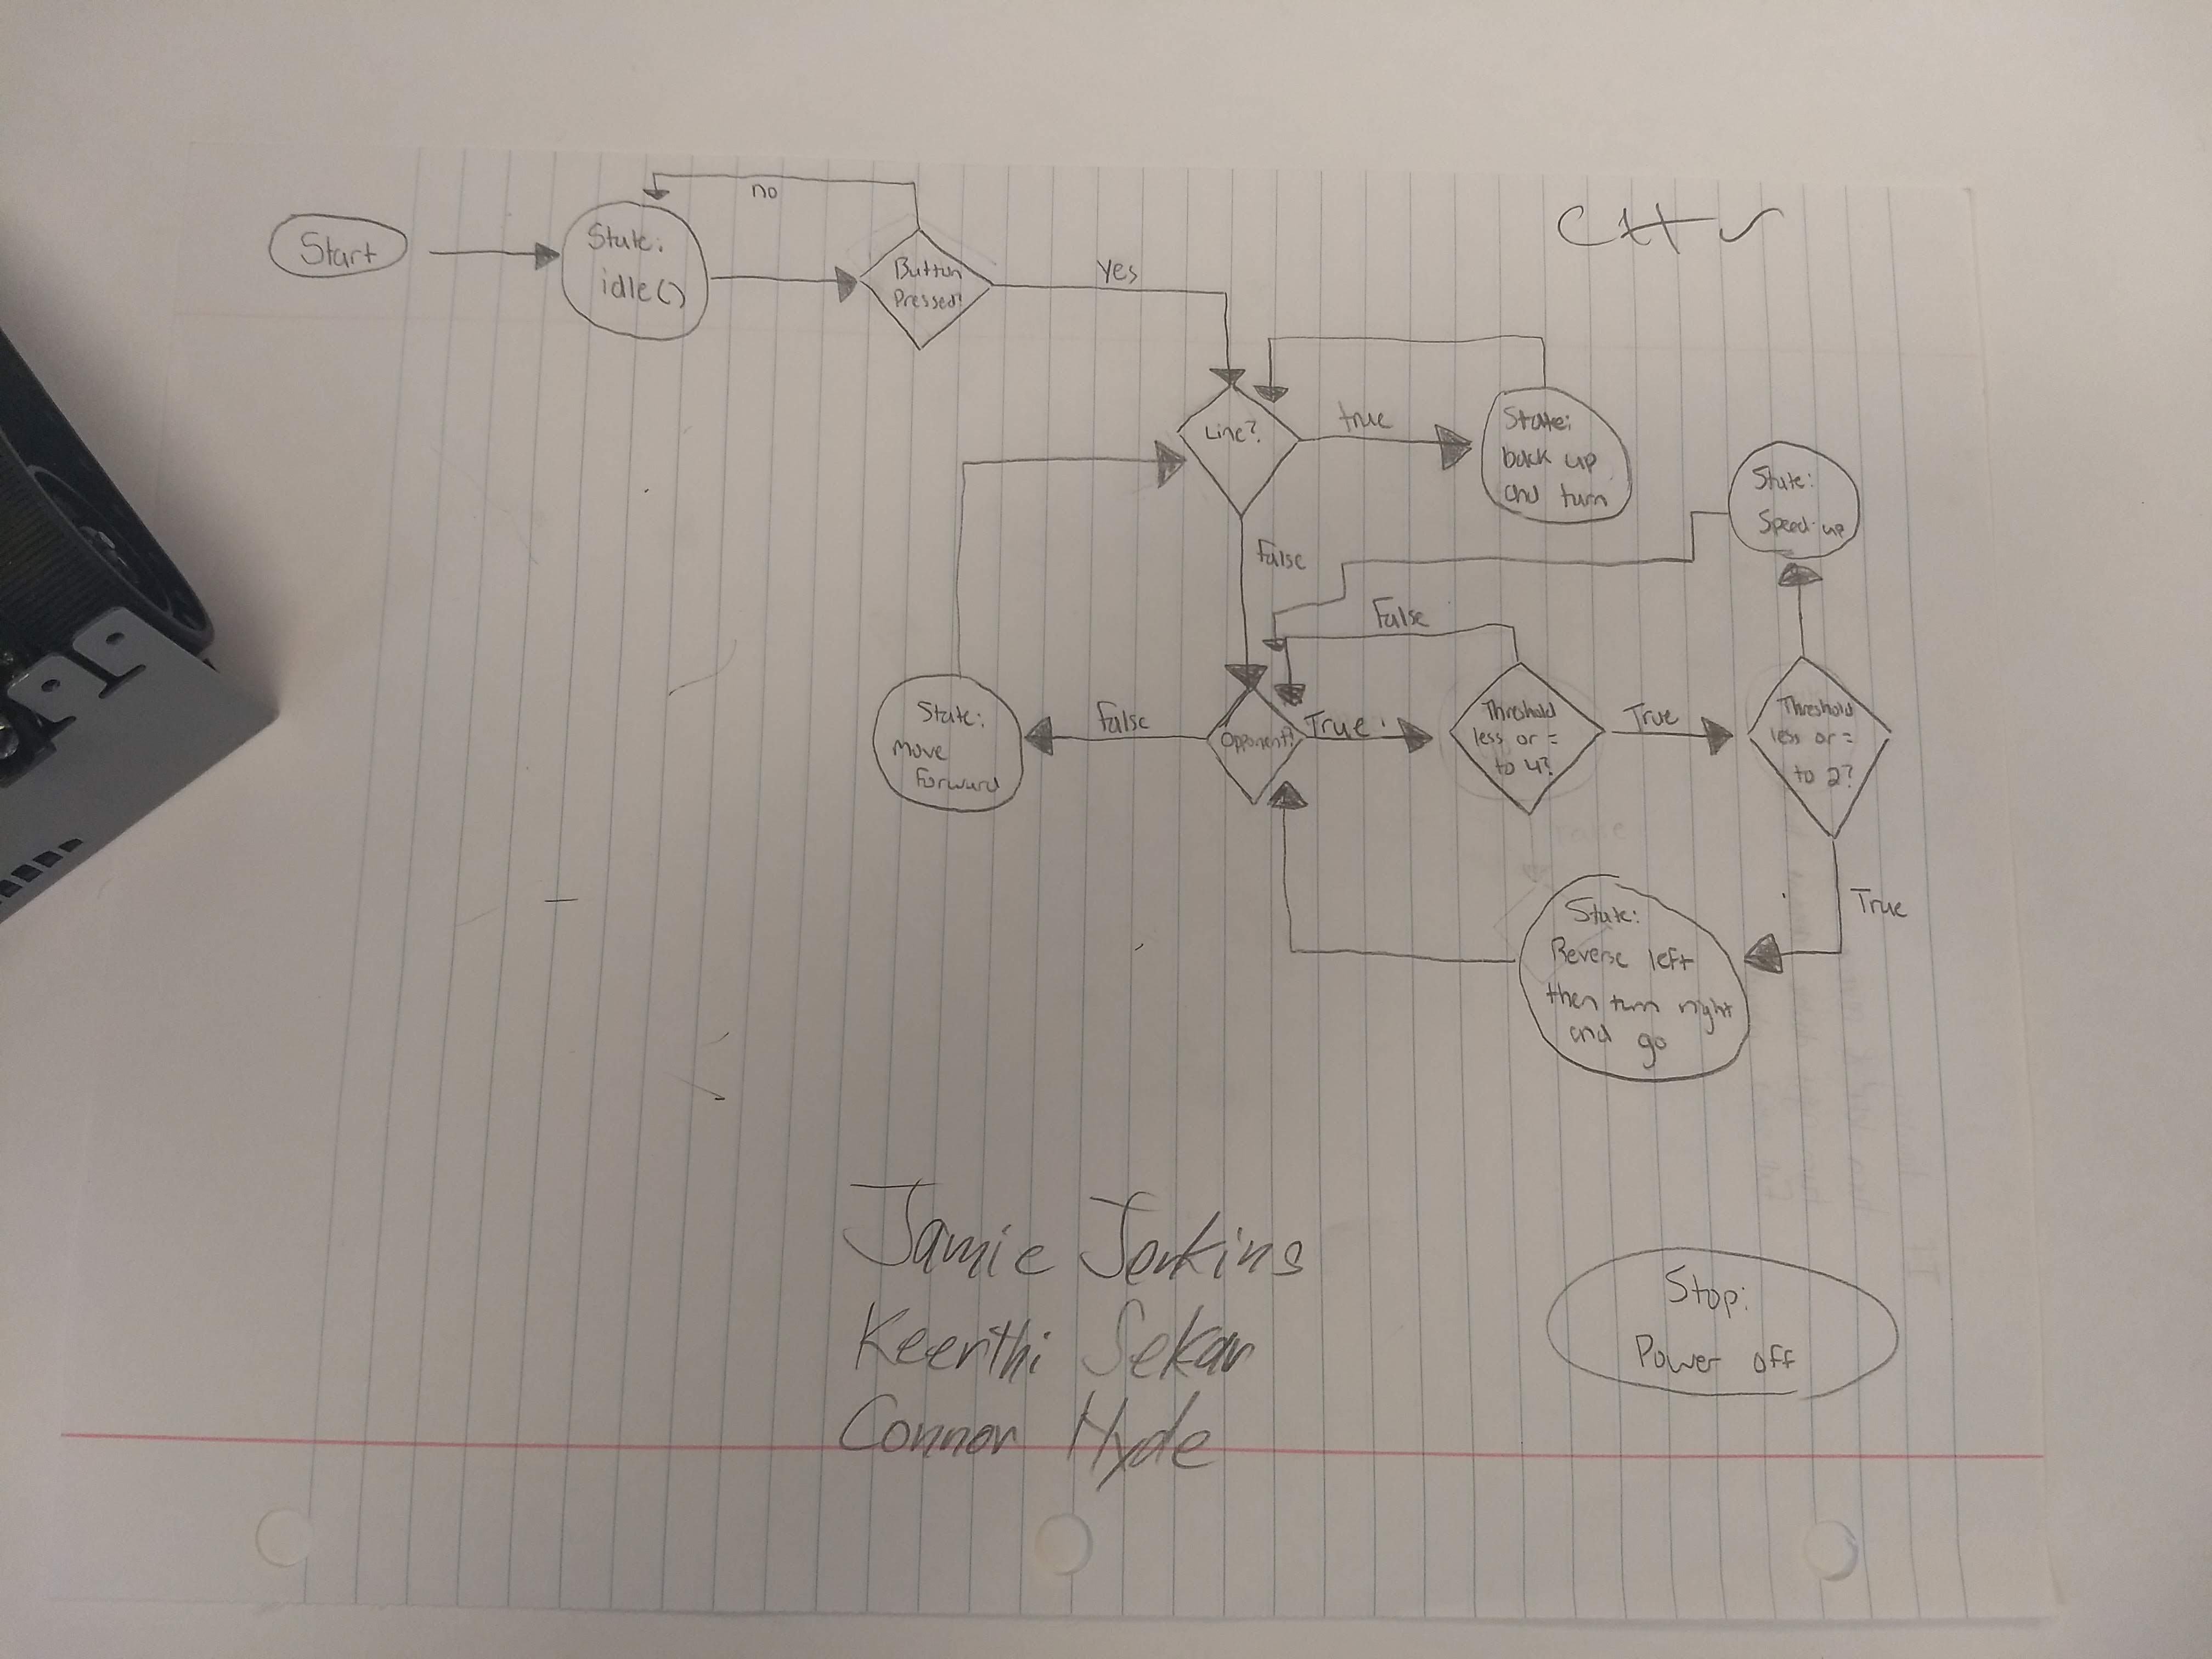 no
Start
State:
idle()
Button
Pressed?
yes
Line?
true
State:
back up
and turn
State:
Speed-up
False
False
State:
Move
Forward
False
Opponent?
True
Threshold
less or =
to 4?
True
Threshold
less or =
to 2?
True
State:
Reverse left
then turn right
and go
Jamie Jerkins
Keerthi Sekar
Connor Hyde
Stop:
Power off